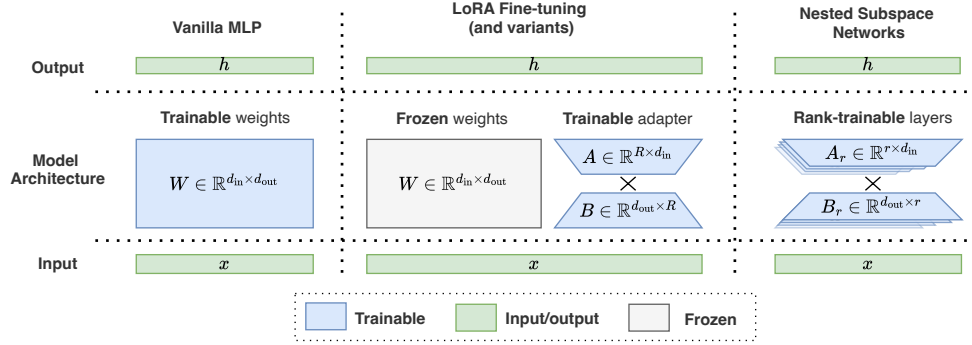 Vanilla MLP
LoRA Fine-tuning
(and variants)
Nested Subspace
Networks
Output
h
h
h
Trainable weights
Frozen weights
Trainable adapter
Rank-trainable layers
Model
Architecture
W ∈ ℝ^{d_in × d_out}
W ∈ ℝ^{d_in × d_out}
A ∈ ℝ^{R × d_in}
×
B ∈ ℝ^{d_out × R}
A_r ∈ ℝ^{r × d_in}
×
B_r ∈ ℝ^{d_out × r}
Input
x
x
x
Trainable
Input/output
Frozen